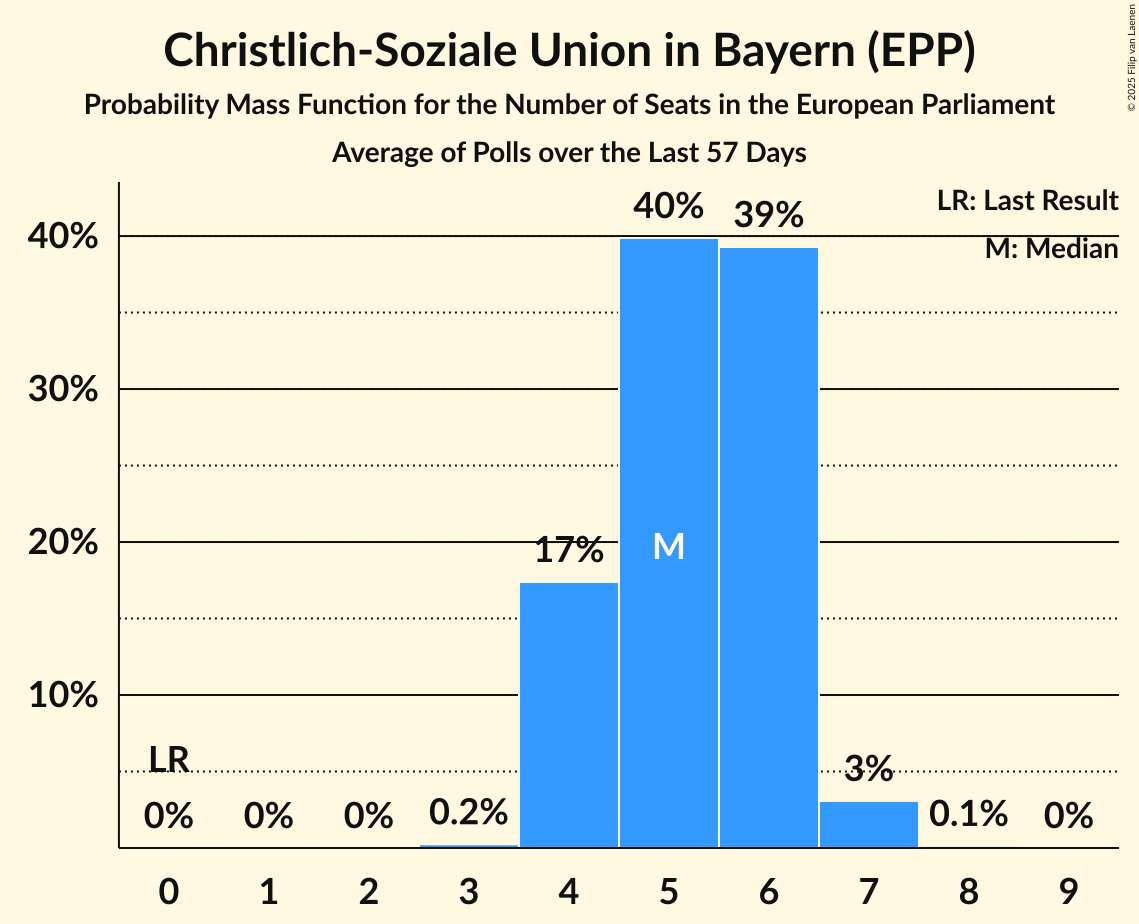 Christlich-Soziale Union in Bayern (EPP)
Probability Mass Function for the Number of Seats in the European Parliament
Average of Polls over the Last 57 Days
© 2025 Filip van Laenen
LR: Last Result
M: Median
40%
30%
20%
10%
40%
39%
17%
M
LR
0%
0%
0%
0.2%
3%
0.1%
0%
0 1 2 3 4 5 6 7 8 9